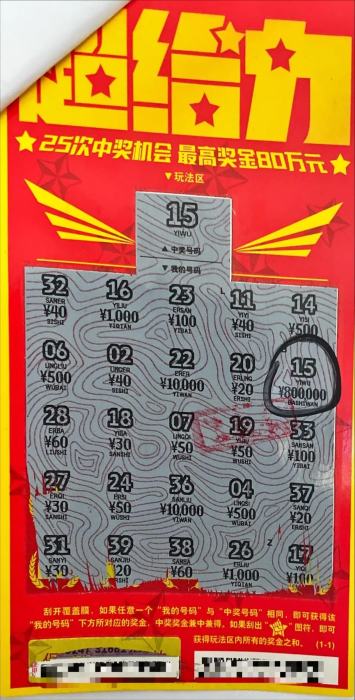 超给力
25次中奖机会 最高奖金80万元
▼玩法区
15
YIWU
▲中奖号码
▼我的号码
32 16 23 11 14
SANER YILIU ERSAN YIYI YISI
¥40 ¥1,000 ¥100 ¥40 ¥500
SISHI YIQIAN YIBAI SISHI
06 02 22 20 15
LINGLIU LINGER ERER ERLING YIWU
¥500 ¥40 ¥10,000 ¥20 ¥800,000
WUBAI SISHI YIWAN ERSHI BASHIWAN
28 18 07 19 33
ERBA YIBA LINGQI YIJIU SANSAN
¥60 ¥30 ¥50 ¥50 ¥100
LIUSHI SANSHI WUSHI WUSHI YIBAI
27 24 36 04 37
ERQI ERSI SANLIU LINGSI SANQI
¥30 ¥50 ¥10,000 ¥500 ¥20
SANSHI WUSHI YIWAN WUBAI ERSHI
31 39 38 26 17
SANYI SANJIU SANBA ERLIU YIQI
¥30 ¥20 ¥60 ¥1,000 ¥100
刮开覆盖膜，如果任意一个“我的号码”与“中奖号码”相同，即可获得该
“我的号码”下方所对应的奖金，中奖奖金兼中兼得，如果刮出“ ”图符，即可
获得玩法区内所有的奖金之和。 (1-1)